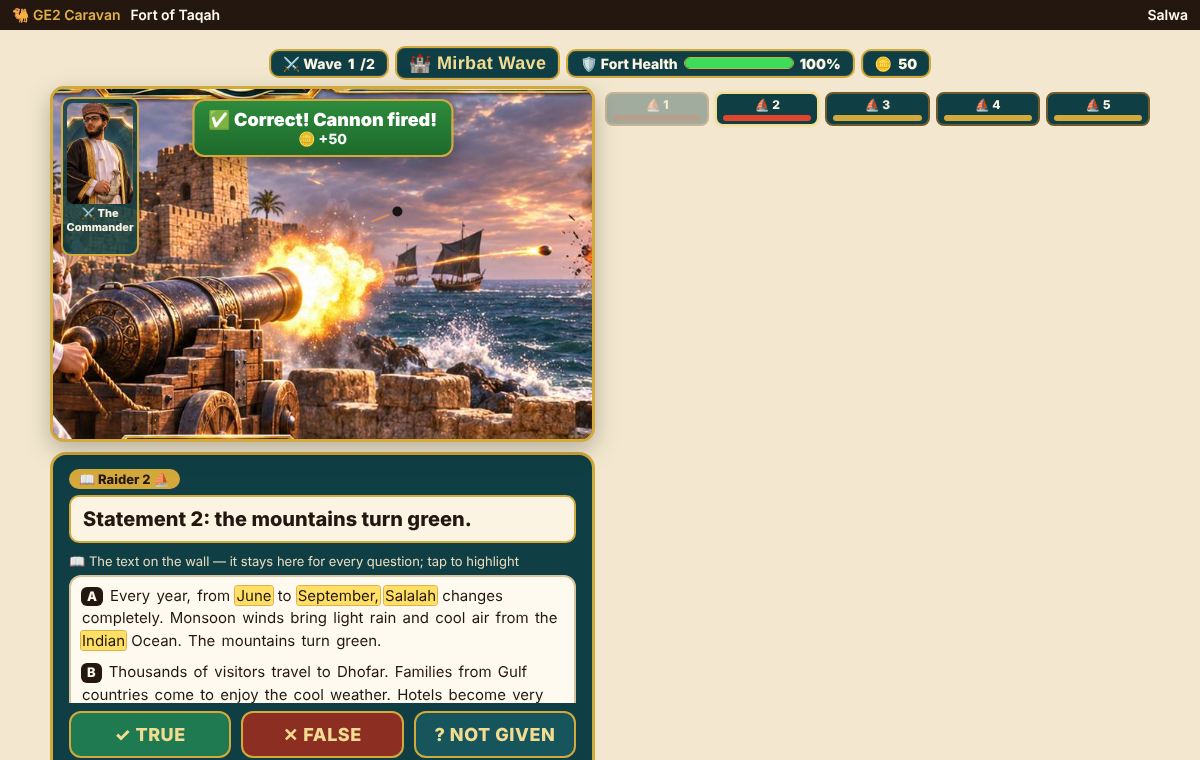 🐫 GE2 Caravan Fort of Taqah
Salwa
⚔️ Wave 1 /2
🏰 Mirbat Wave
🛡️ Fort Health 100%
🪙 50
✅ Correct! Cannon fired!
🪙 +50
⚔️ The
Commander
⛵ 1
⛵ 2
⛵ 3
⛵ 4
⛵ 5
📖 Raider 2 ⛵
Statement 2: the mountains turn green.
📖 The text on the wall — it stays here for every question; tap to highlight
A Every year, from June to September, Salalah changes
completely. Monsoon winds bring light rain and cool air from the
Indian Ocean. The mountains turn green.
B Thousands of visitors travel to Dhofar. Families from Gulf
countries come to enjoy the cool weather. Hotels become very
✓ TRUE
✕ FALSE
? NOT GIVEN